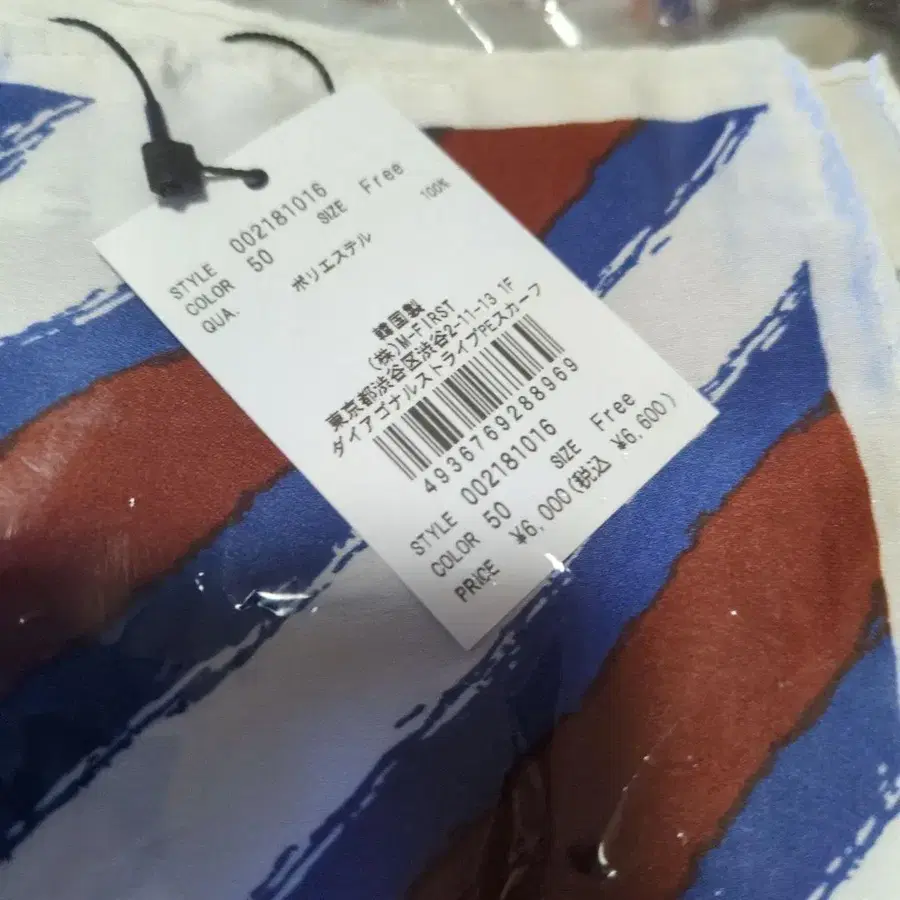 STYLE 002181016
COLOR 50 SIZE Free
QUA. ポリエステル 100%
韓国製
(株)M-FIRST
東京都渋谷区渋谷2-11-13 1F
ダイアゴナルストライプPEスカーフ
4936769288969
STYLE 002181016
COLOR 50 SIZE Free
PRICE ¥6,000(税込 ¥6,600)